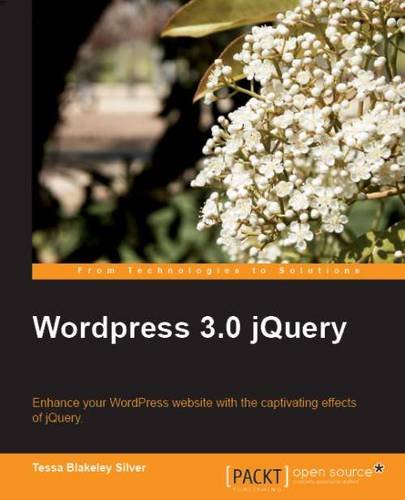 From Technologies to Solutions
Wordpress 3.0 jQuery
Enhance your WordPress website with the captivating effects
of jQuery.
Tessa Blakeley Silver
[PACKT]
PUBLISHING
open source*